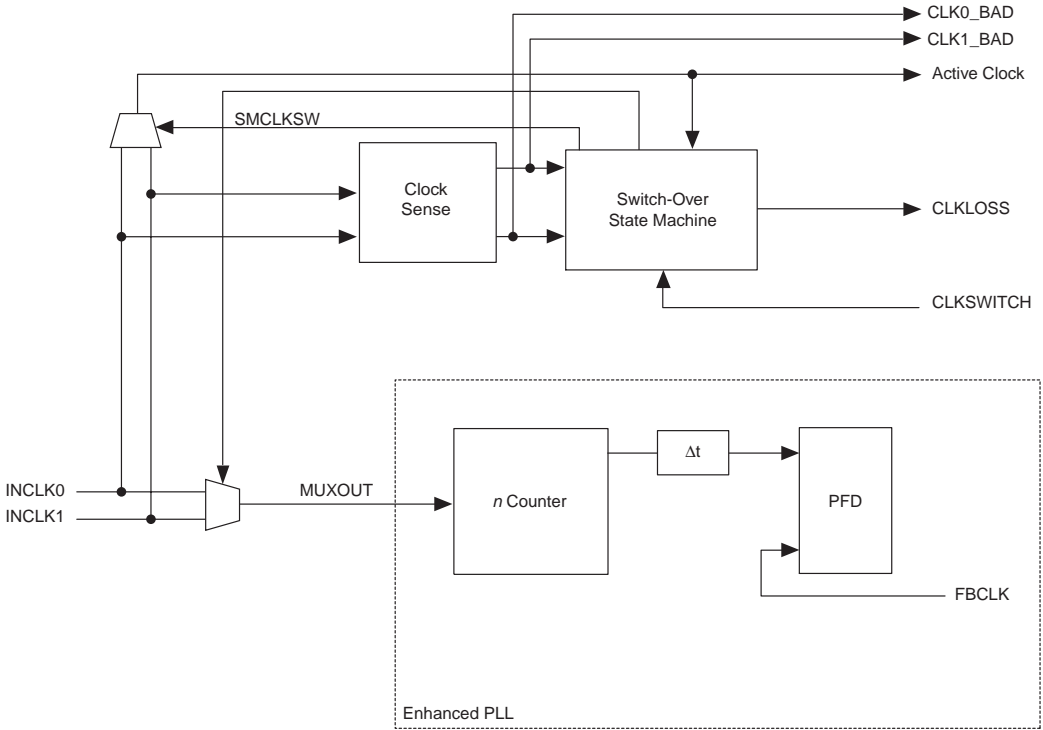 CLK0_BAD
CLK1_BAD
Active Clock
SMCLKSW
Clock
Sense
Switch-Over
State Machine
CLKLOSS
CLKSWITCH
INCLK0
INCLK1
MUXOUT
n Counter
Δt
PFD
FBCLK
Enhanced PLL